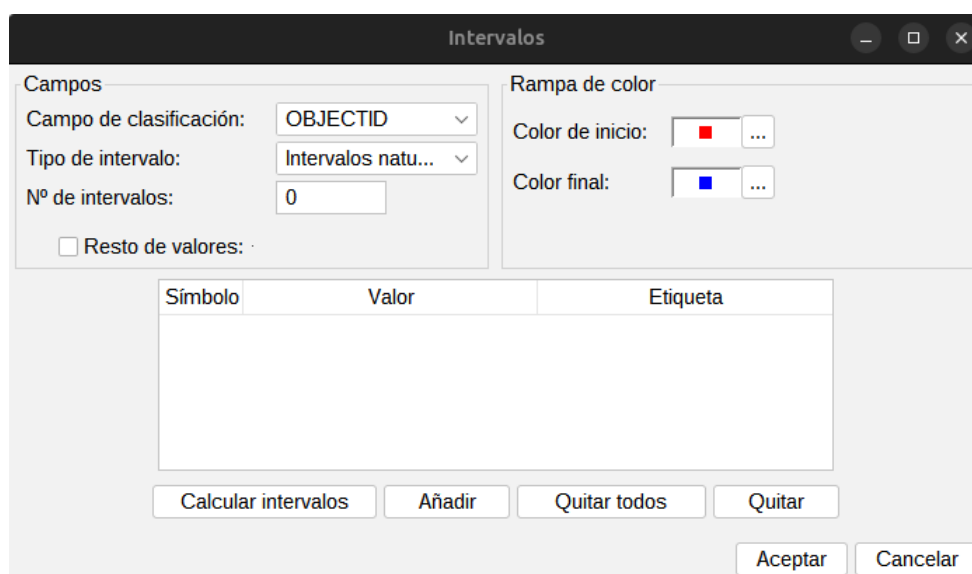 Intervalos
Campos
Campo de clasificación: OBJECTID
Tipo de intervalo: Intervalos natu...
Nº de intervalos: 0
Resto de valores:
Rampa de color
Color de inicio: ...
Color final: ...
Símbolo Valor Etiqueta
Calcular intervalos Añadir Quitar todos Quitar
Aceptar Cancelar